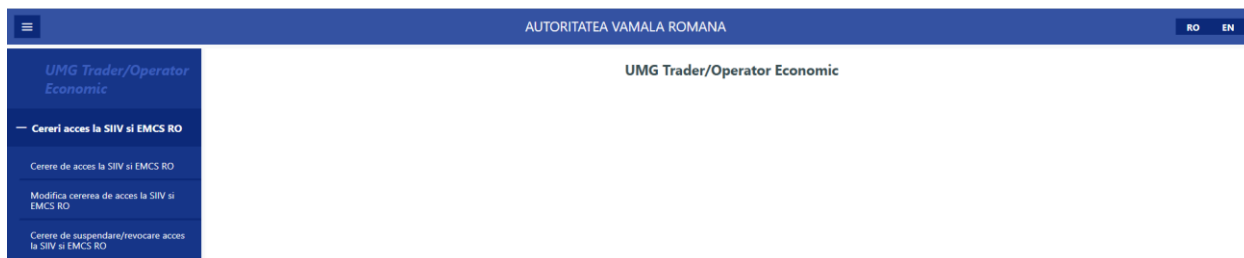 AUTORITATEA VAMALA ROMANA
RO EN
UMG Trader/Operator
Economic
UMG Trader/Operator Economic
Cereri acces la SIIV si EMCS RO
Cerere de acces la SIIV si EMCS RO
Modifica cererea de acces la SIIV si
EMCS RO
Cerere de suspendare/revocare acces
la SIIV si EMCS RO